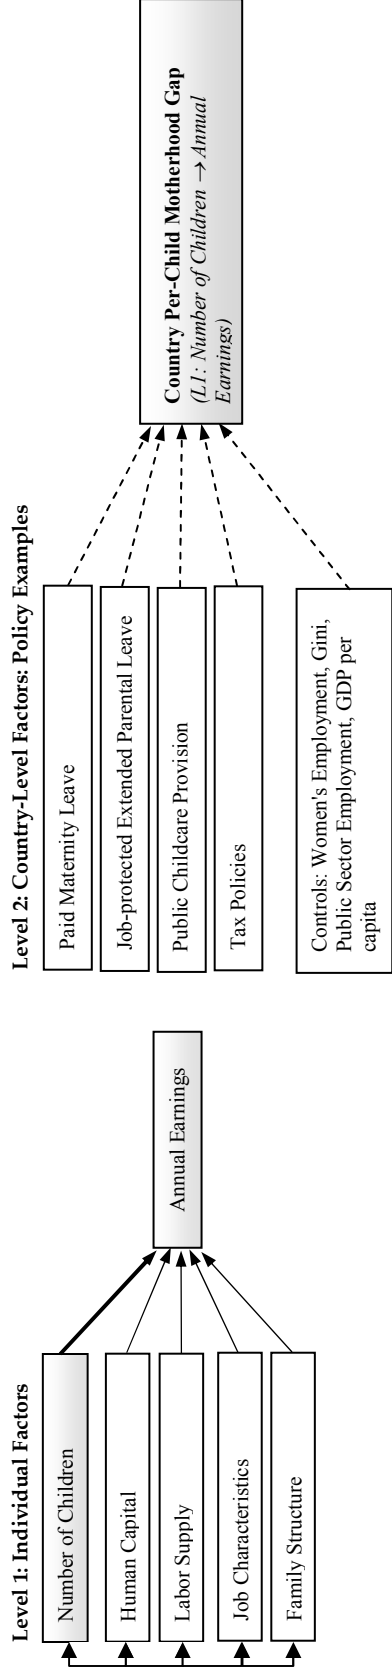 Level 1: Individual Factors
Number of Children
Human Capital
Labor Supply
Job Characteristics
Family Structure
Annual Earnings
Level 2: Country-Level Factors: Policy Examples
Paid Maternity Leave
Job-protected Extended Parental Leave
Public Childcare Provision
Tax Policies
Controls: Women's Employment, Gini,
Public Sector Employment, GDP per
capita
Country Per-Child Motherhood Gap
(L1: Number of Children → Annual
Earnings)